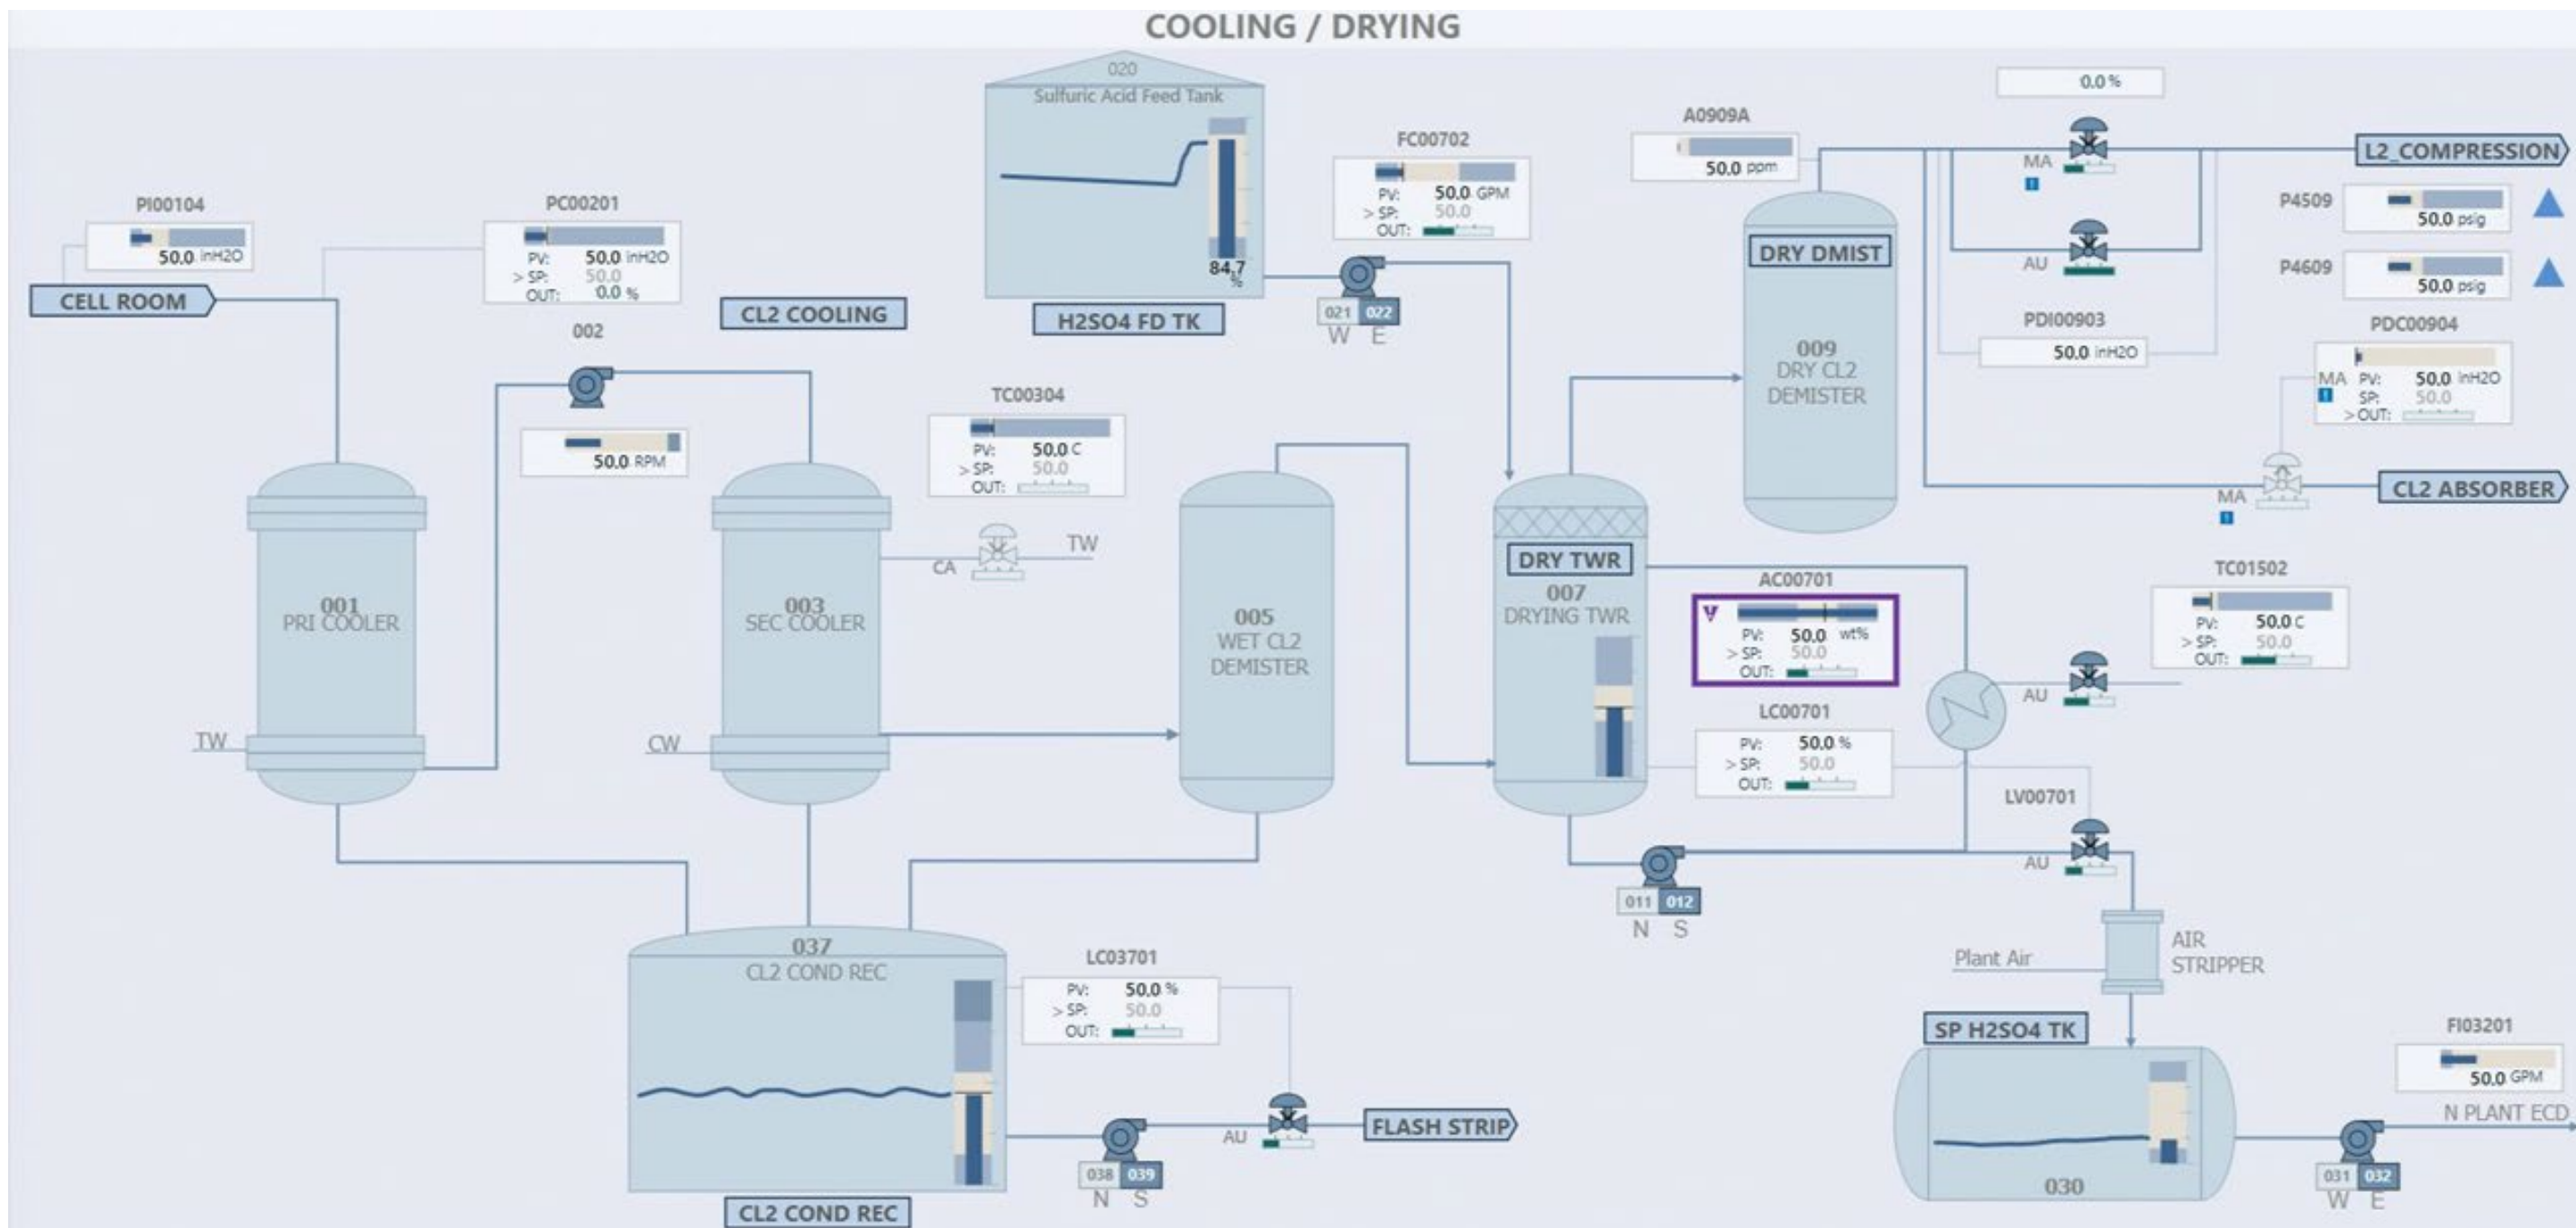 COOLING / DRYING
020
Sulfuric Acid Feed Tank
84.7
%
H2SO4 FD TK
FC00702
PV: 50.0 GPM
> SP: 50.0
OUT:
021 022
W E
A0909A
50.0 ppm
0.0 %
MA
!
AU
L2_COMPRESSION
P4509
50.0 psig
P4609
50.0 psig
PDI00903
50.0 inH2O
PDC00904
MA PV: 50.0 inH2O
! SP: 50.0
> OUT:
MA
!
CL2 ABSORBER
PI00104
50.0 inH2O
CELL ROOM
PC00201
PV: 50.0 inH2O
> SP: 50.0
OUT: 0.0 %
002
50.0 RPM
CL2 COOLING
TC00304
PV: 50.0 C
> SP: 50.0
OUT:
CA
TW
001
PRI COOLER
TW
003
SEC COOLER
CW
005
WET CL2
DEMISTER
DRY TWR
007
DRYING TWR
DRY DMIST
009
DRY CL2
DEMISTER
AC00701
PV: 50.0 wt%
> SP: 50.0
OUT:
LC00701
PV: 50.0 %
> SP: 50.0
OUT:
TC01502
PV: 50.0 C
> SP: 50.0
OUT:
AU
LV00701
AU
011 012
N S
037
CL2 COND REC
LC03701
PV: 50.0 %
> SP: 50.0
OUT:
AU
FLASH STRIP
038 039
N S
CL2 COND REC
Plant Air
AIR
STRIPPER
SP H2SO4 TK
030
FI03201
50.0 GPM
N PLANT ECD
031 032
W E